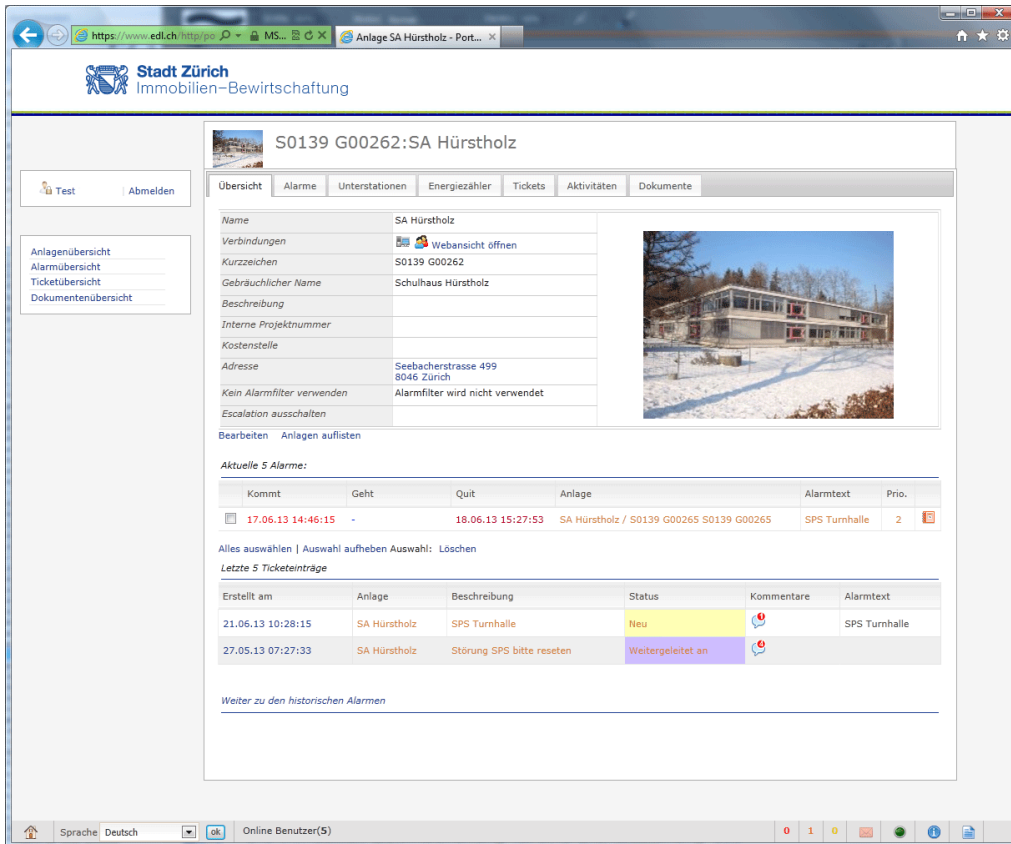 https://www.edl.ch/http/po
MS...
Anlage SA Hürstholz - Port...
Stadt Zürich
Immobilien-Bewirtschaftung
S0139 G00262:SA Hürstholz
Test | Abmelden
Übersicht Alarme Unterstationen Energiezähler Tickets Aktivitäten Dokumente
Anlagenübersicht
Alarmübersicht
Ticketübersicht
Dokumentenübersicht
Name SA Hürstholz
Verbindungen Webansicht öffnen
Kurzzeichen S0139 G00262
Gebräuchlicher Name Schulhaus Hürstholz
Beschreibung
Interne Projektnummer
Kostenstelle
Adresse Seebacherstrasse 499
8046 Zürich
Kein Alarmfilter verwenden Alarmfilter wird nicht verwendet
Escalation ausschalten
Bearbeiten Anlagen auflisten
Aktuelle 5 Alarme:
Kommt Geht Quit Anlage Alarmtext Prio.
17.06.13 14:46:15 - 18.06.13 15:27:53 SA Hürstholz / S0139 G00265 S0139 G00265 SPS Turnhalle 2
Alles auswählen | Auswahl aufheben Auswahl: Löschen
Letzte 5 Ticketeinträge
Erstellt am Anlage Beschreibung Status Kommentare Alarmtext
21.06.13 10:28:15 SA Hürstholz SPS Turnhalle Neu 1 SPS Turnhalle
27.05.13 07:27:33 SA Hürstholz Störung SPS bitte reseten Weitergeleitet an 4
Weiter zu den historischen Alarmen
Sprache Deutsch ok Online Benutzer(5) 0 1 0